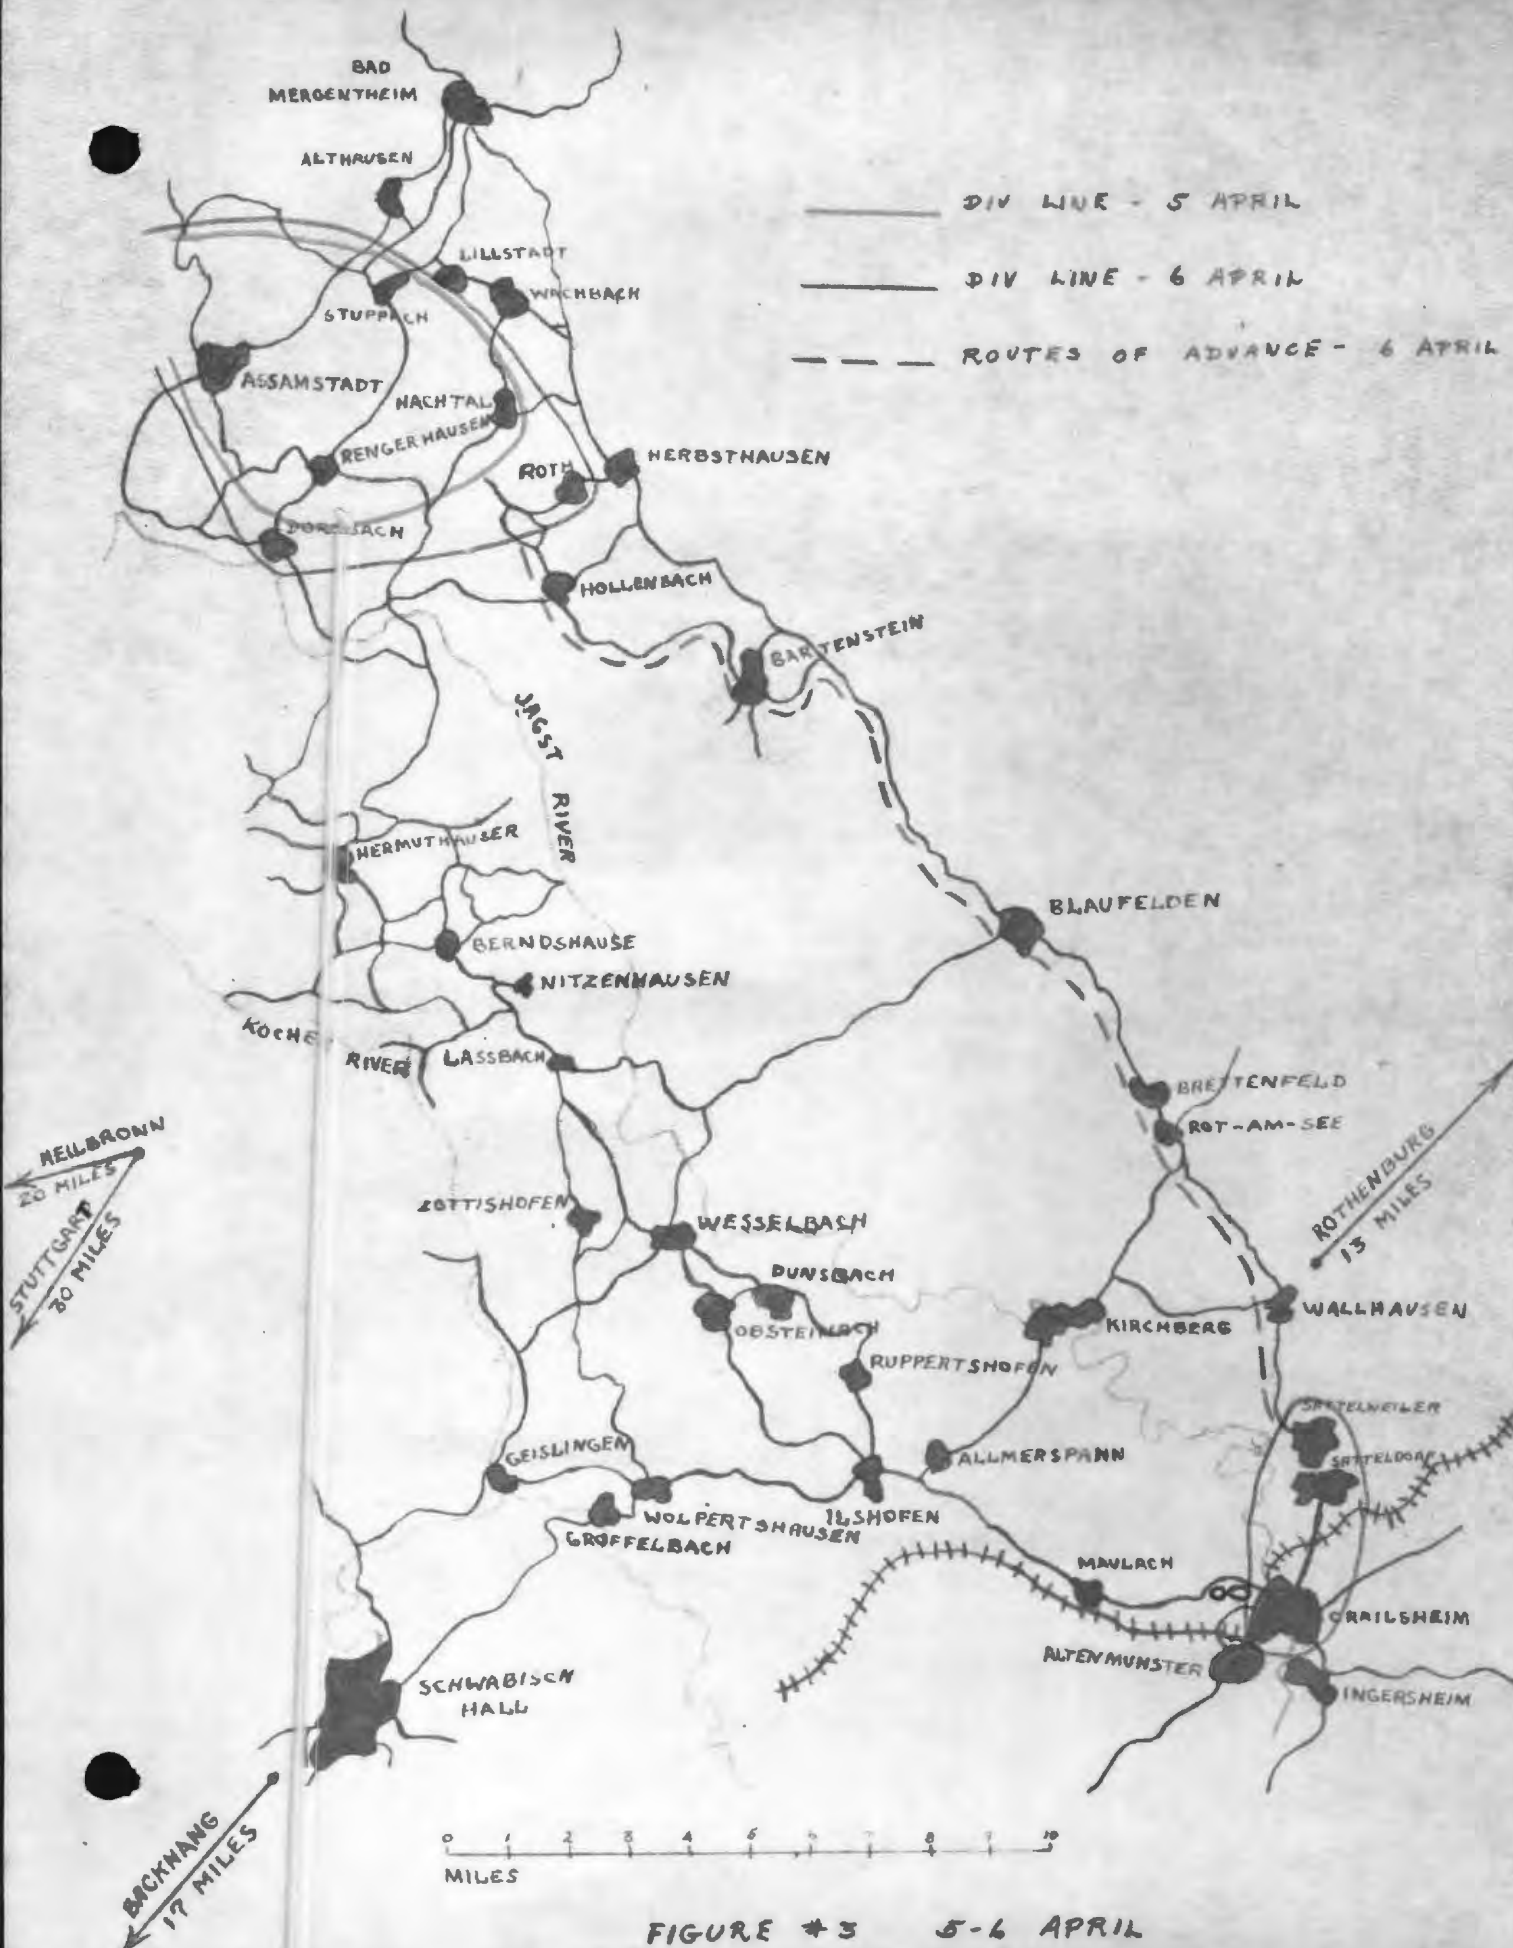 BAD
MERGENTHEIM
ALTHAUSEN
DIV LINE - 5 APRIL
LILLSTADT
DIV LINE - 6 APRIL
WACHBACH
STUPPACH
ROUTES OF ADVANCE - 6 APRIL
ASSAMSTADT
HACHTAL
RENGERHAUSEN
HERBSTHAUSEN
ROTH
HOLLENBACH
BARTENSTEIN
JAGST RIVER
HERMUTHAUSER
BLAUFELDEN
BERNDSHAUSE
NITZENHAUSEN
RIVER
LASSBACH
BRETTENFELD
ROT-AM-SEE
HEILBRONN
20 MILES
STUTTGART
30 MILES
ROTHENBURG
13 MILES
WESSELBACH
DUNSBACH
WALLHAUSEN
KIRCHBERG
RUPPERTSHOFEN
SATTELWEILER
GEISLINGEN
ALLMERSPANN
SATTELDORF
WOLPERTSHAUSEN
ILSHOFEN
GROFFELBACH
MAULACH
CRAILSHEIM
ALTENMUNSTER
SCHWABISCH
HALL
INGERSHEIM
BACKNANG
17 MILES
0 1 2 3 4 5 6 7 8 9 10
MILES
FIGURE #3 5-6 APRIL